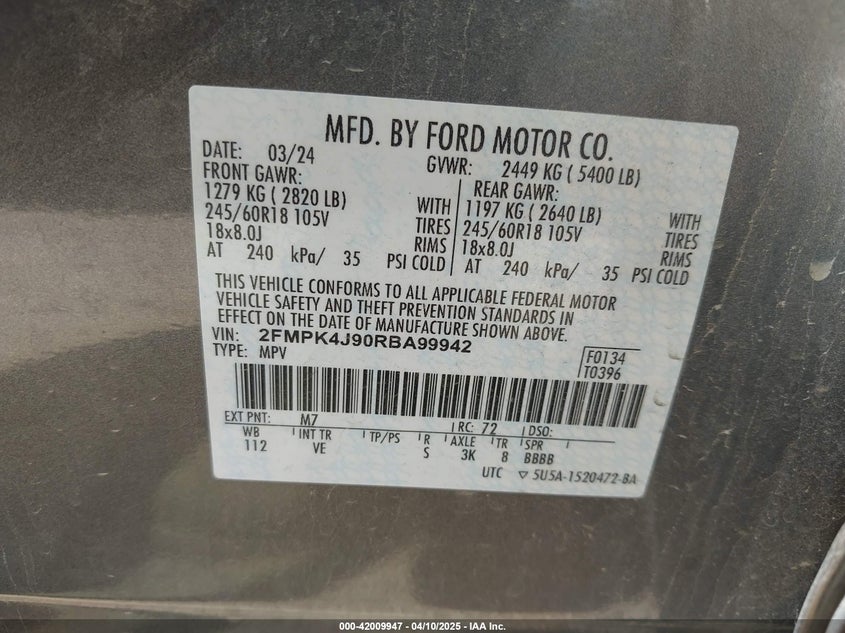 MFD. BY FORD MOTOR CO.
DATE: 03/24 GVWR: 2449 KG ( 5400 LB)
FRONT GAWR: REAR GAWR:
1279 KG ( 2820 LB) WITH 1197 KG ( 2640 LB) WITH
245/60R18 105V TIRES 245/60R18 105V TIRES
18x8.0J RIMS 18x8.0J RIMS
AT 240 kPa/ 35 PSI COLD AT 240 kPa/ 35 PSI COLD
THIS VEHICLE CONFORMS TO ALL APPLICABLE FEDERAL MOTOR
VEHICLE SAFETY AND THEFT PREVENTION STANDARDS IN
EFFECT ON THE DATE OF MANUFACTURE SHOWN ABOVE.
VIN: 2FMPK4J90RBA99942
TYPE: MPV F0134
T0396
EXT PNT: M7 RC: 72 DSO:
WB INT TR TP/PS R AXLE TR SPR
112 VE S 3K 8 BBBB
UTC ▽ 5U5A-1520472-BA
000-42009947 - 04/10/2025 - IAA Inc.